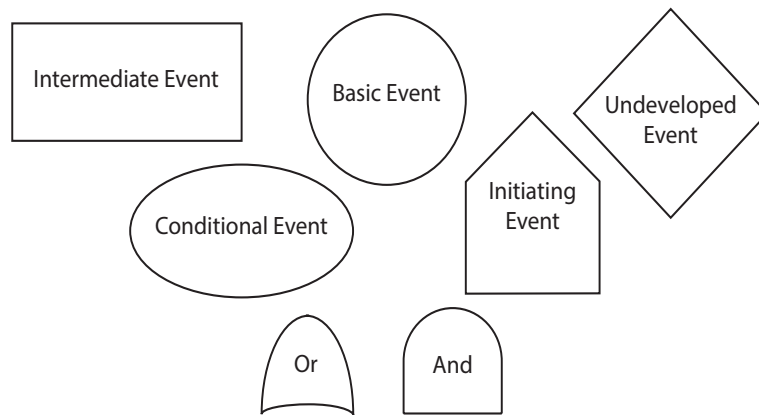 Intermediate Event
Basic Event
Undeveloped
Event
Conditional Event
Initiating
Event
Or
And